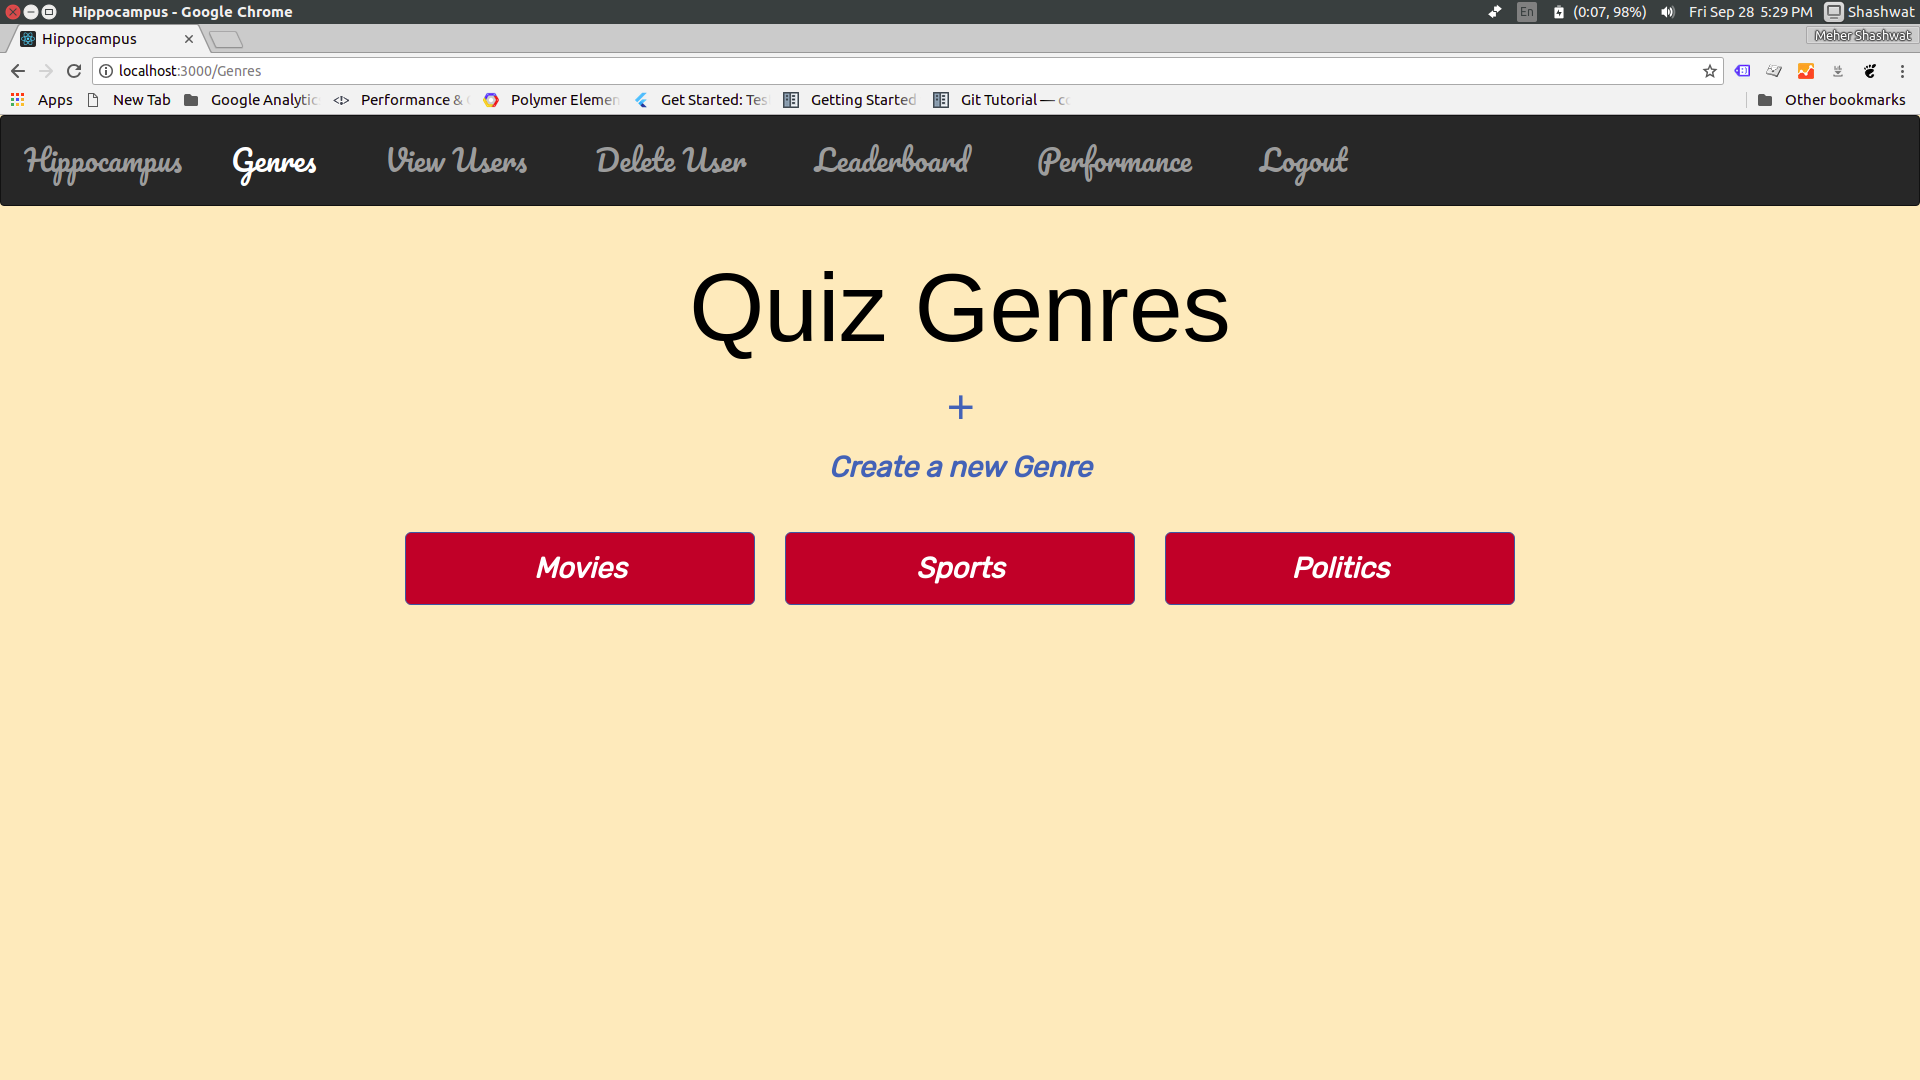 Hippocampus - Google Chrome En (0:07, 98%) Fri Sep 28 5:29 PM Shashwat
Hippocampus Meher Shashwat
localhost:3000/Genres
Apps New Tab Google Analytic Performance & Polymer Elemen Get Started: Tes Getting Started Git Tutorial — co Other bookmarks
Hippocampus Genres View Users Delete User Leaderboard Performance Logout
Quiz Genres
+
Create a new Genre
Movies Sports Politics